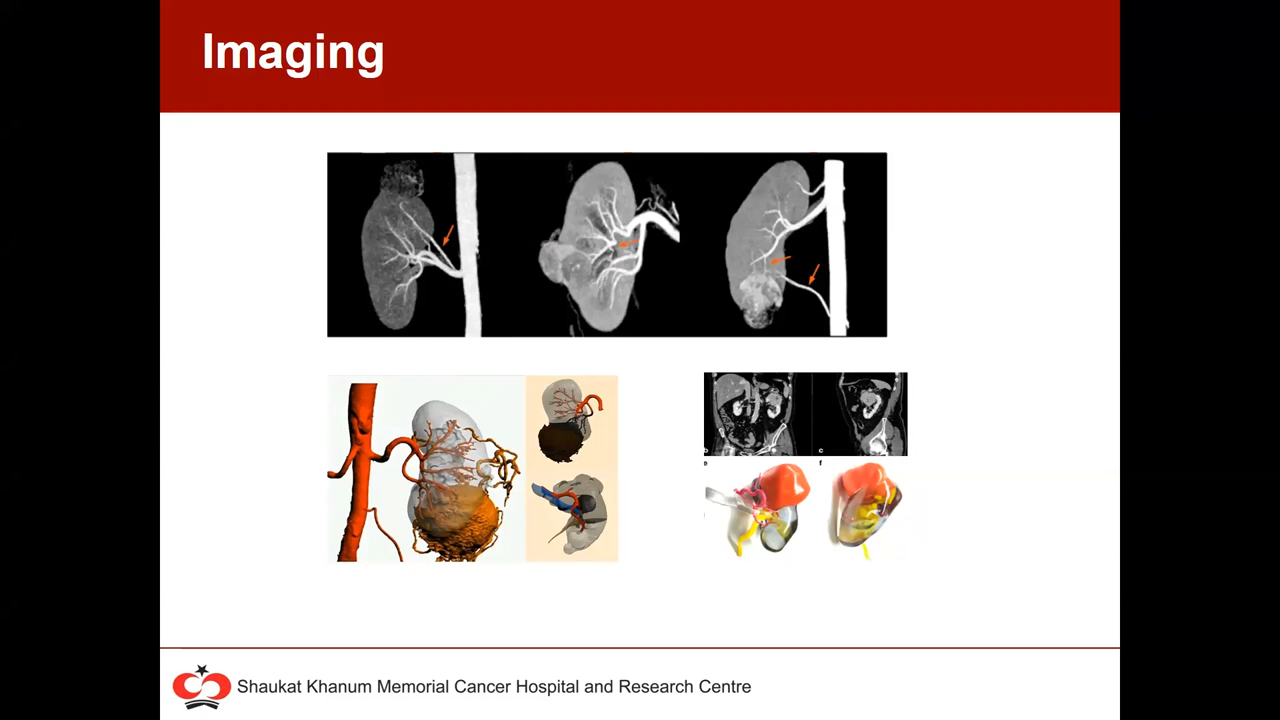 Imaging
b
c
e
f
Shaukat Khanum Memorial Cancer Hospital and Research Centre